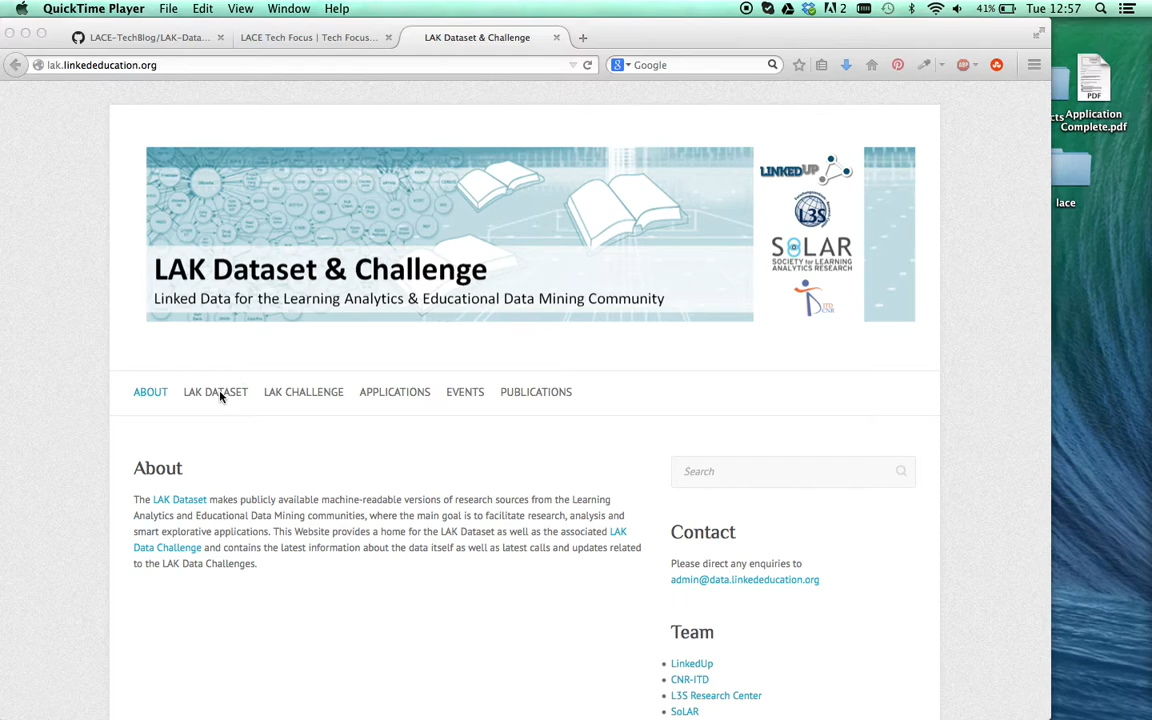 QuickTime Player File Edit View Window Help 2 41% Tue 12:57
LACE-TechBlog/LAK-Data... LACE Tech Focus | Tech Focus... LAK Dataset & Challenge
lak.linkededucation.org Google
PDF
Application
Complete.pdf
cts
lace
LINKEDUP
L3S
SOLAR
SOCIETY for LEARNING
ANALYTICS RESEARCH
ITD
CNR
LAK Dataset & Challenge
Linked Data for the Learning Analytics & Educational Data Mining Community
ABOUT LAK DATASET LAK CHALLENGE APPLICATIONS EVENTS PUBLICATIONS
About
The LAK Dataset makes publicly available machine-readable versions of research sources from the Learning
Analytics and Educational Data Mining communities, where the main goal is to facilitate research, analysis and
smart explorative applications. This Website provides a home for the LAK Dataset as well as the associated LAK
Data Challenge and contains the latest information about the data itself as well as latest calls and updates related
to the LAK Data Challenges.
Search
Contact
Please direct any enquiries to
admin@data.linkededucation.org
Team
LinkedUp
CNR-ITD
L3S Research Center
SoLAR